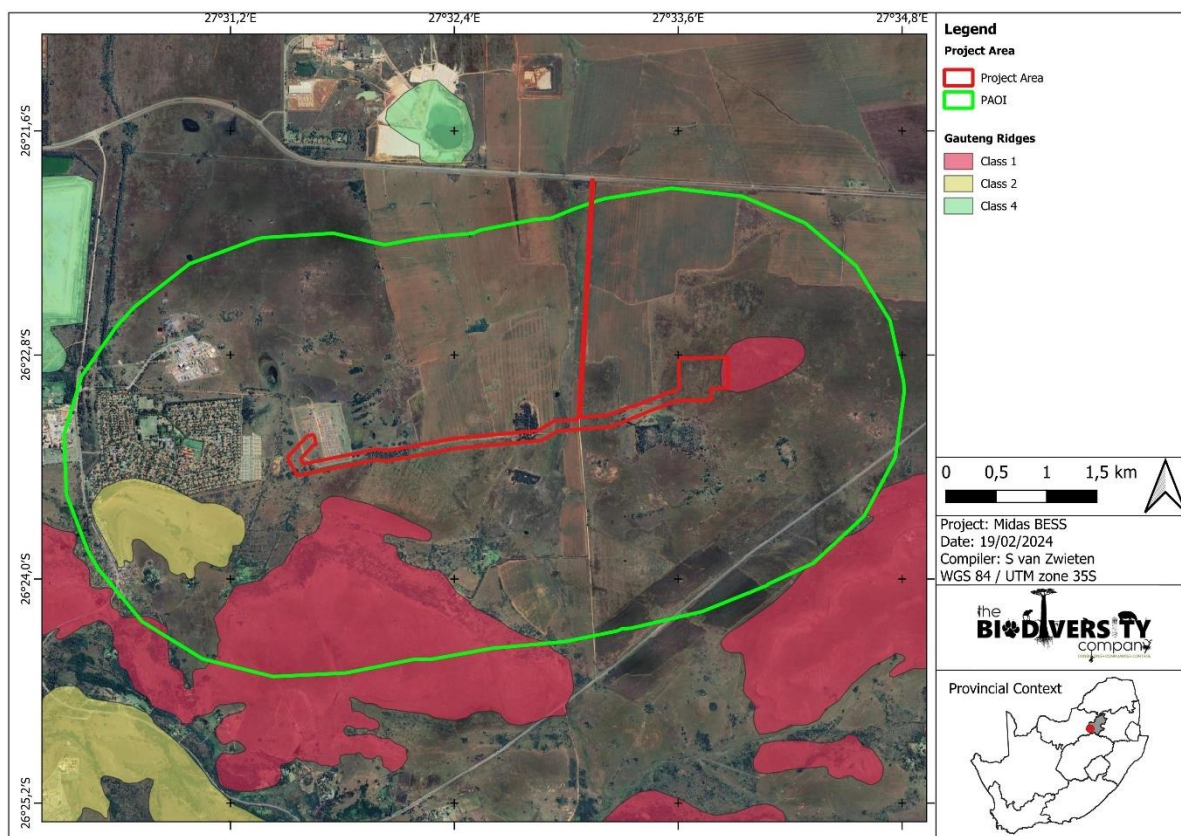 27°31,2'E
27°32,4'E
27°33,6'E
27°34,8'E
26°21,6'S
26°22,8'S
26°24,0'S
26°25,2'S
Legend
Project Area
Project Area
PAOI
Gauteng Ridges
Class 1
Class 2
Class 4
0 0,5 1 1,5 km
Project: Midas BESS
Date: 19/02/2024
Compiler: S van Zwieten
WGS 84 / UTM zone 35S
the
BIODIVERSITY
company
Provincial Context